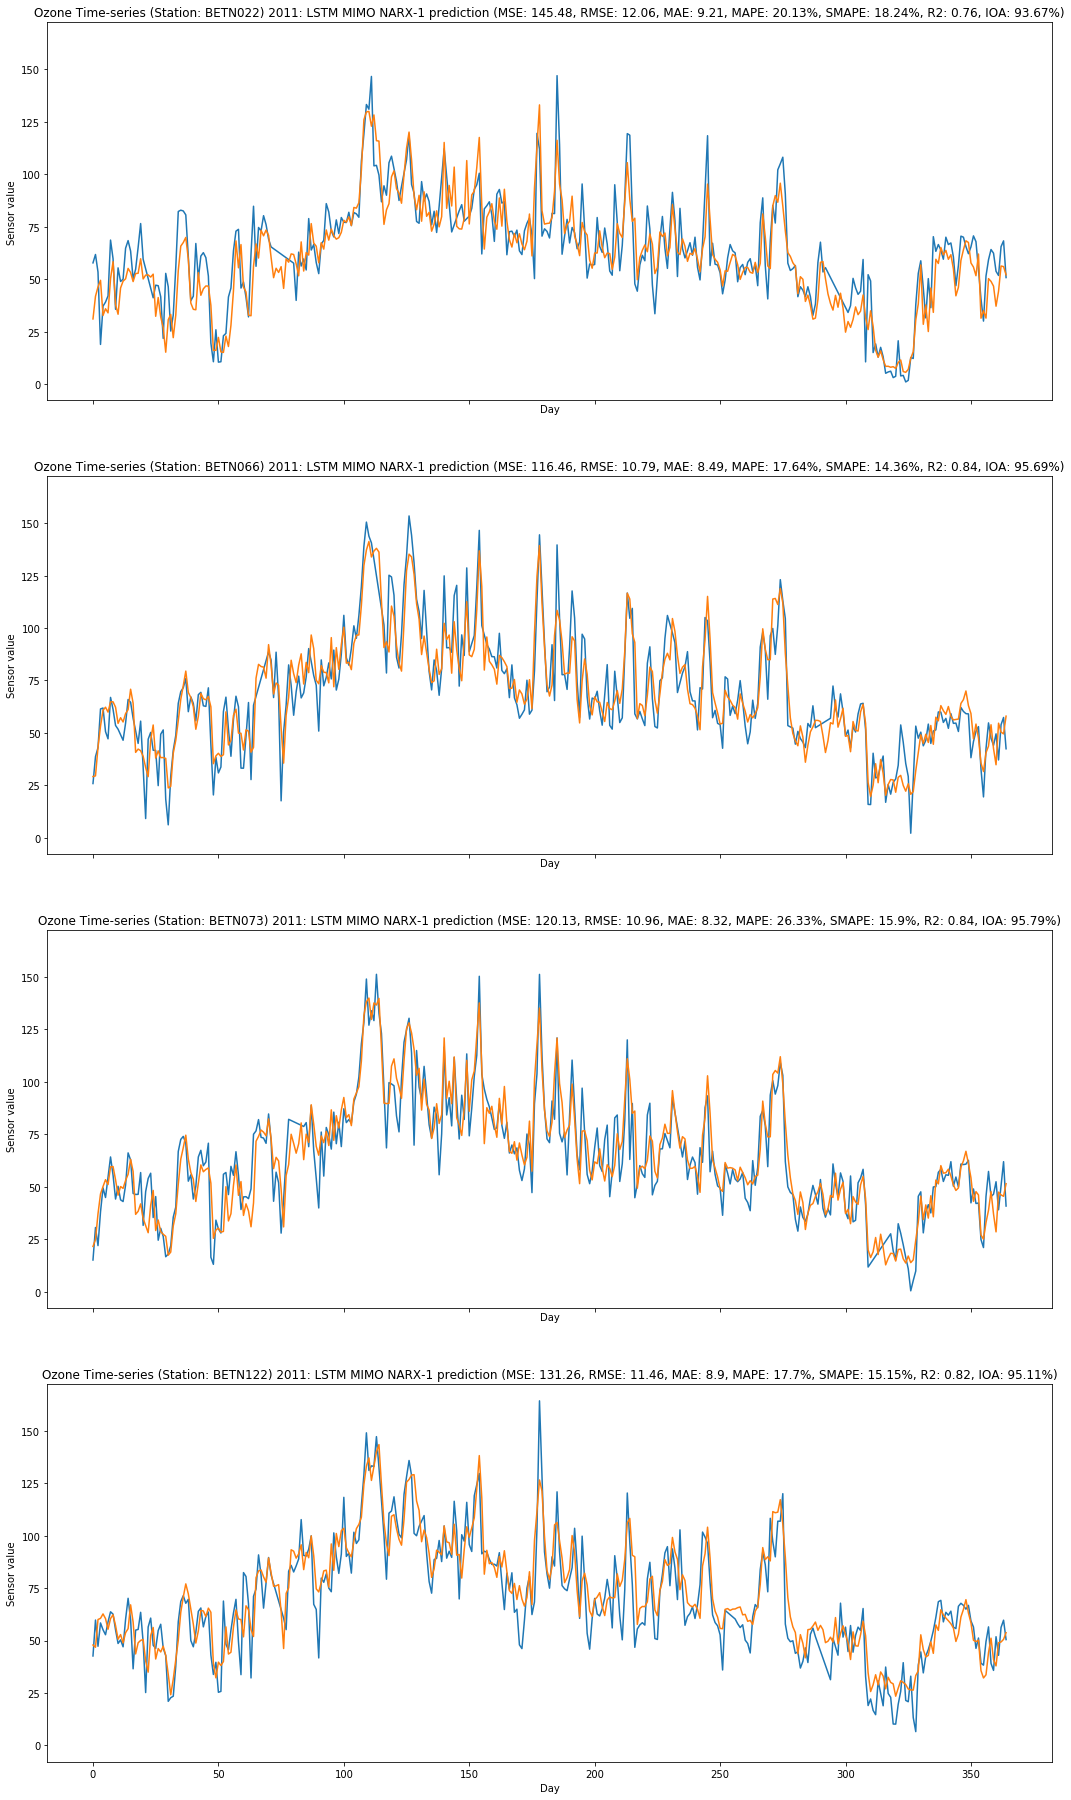 Ozone Time-series (Station: BETN022) 2011: LSTM MIMO NARX-1 prediction (MSE: 145.48, RMSE: 12.06, MAE: 9.21, MAPE: 20.13%, SMAPE: 18.24%, R2: 0.76, IOA: 93.67%)
150
125
100
75
50
25
0
Sensor value
Day
Ozone Time-series (Station: BETN066) 2011: LSTM MIMO NARX-1 prediction (MSE: 116.46, RMSE: 10.79, MAE: 8.49, MAPE: 17.64%, SMAPE: 14.36%, R2: 0.84, IOA: 95.69%)
150
125
100
75
50
25
0
Sensor value
Day
Ozone Time-series (Station: BETN073) 2011: LSTM MIMO NARX-1 prediction (MSE: 120.13, RMSE: 10.96, MAE: 8.32, MAPE: 26.33%, SMAPE: 15.9%, R2: 0.84, IOA: 95.79%)
150
125
100
75
50
25
0
Sensor value
Day
Ozone Time-series (Station: BETN122) 2011: LSTM MIMO NARX-1 prediction (MSE: 131.26, RMSE: 11.46, MAE: 8.9, MAPE: 17.7%, SMAPE: 15.15%, R2: 0.82, IOA: 95.11%)
150
125
100
75
50
25
0
Sensor value
0 50 100 150 200 250 300 350
Day